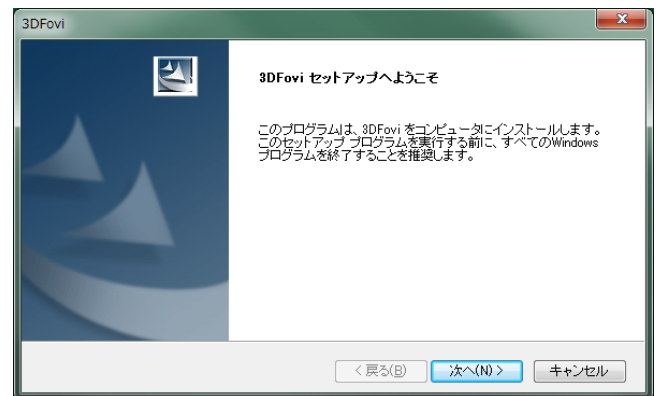 3DFovi
3DFovi セットアップへようこそ
このプログラムは、3DFovi をコンピュータにインストールします。
このセットアップ プログラムを実行する前に、すべてのWindows
プログラムを終了することを推奨します。
< 戻る(B)
次へ(N) >
キャンセル